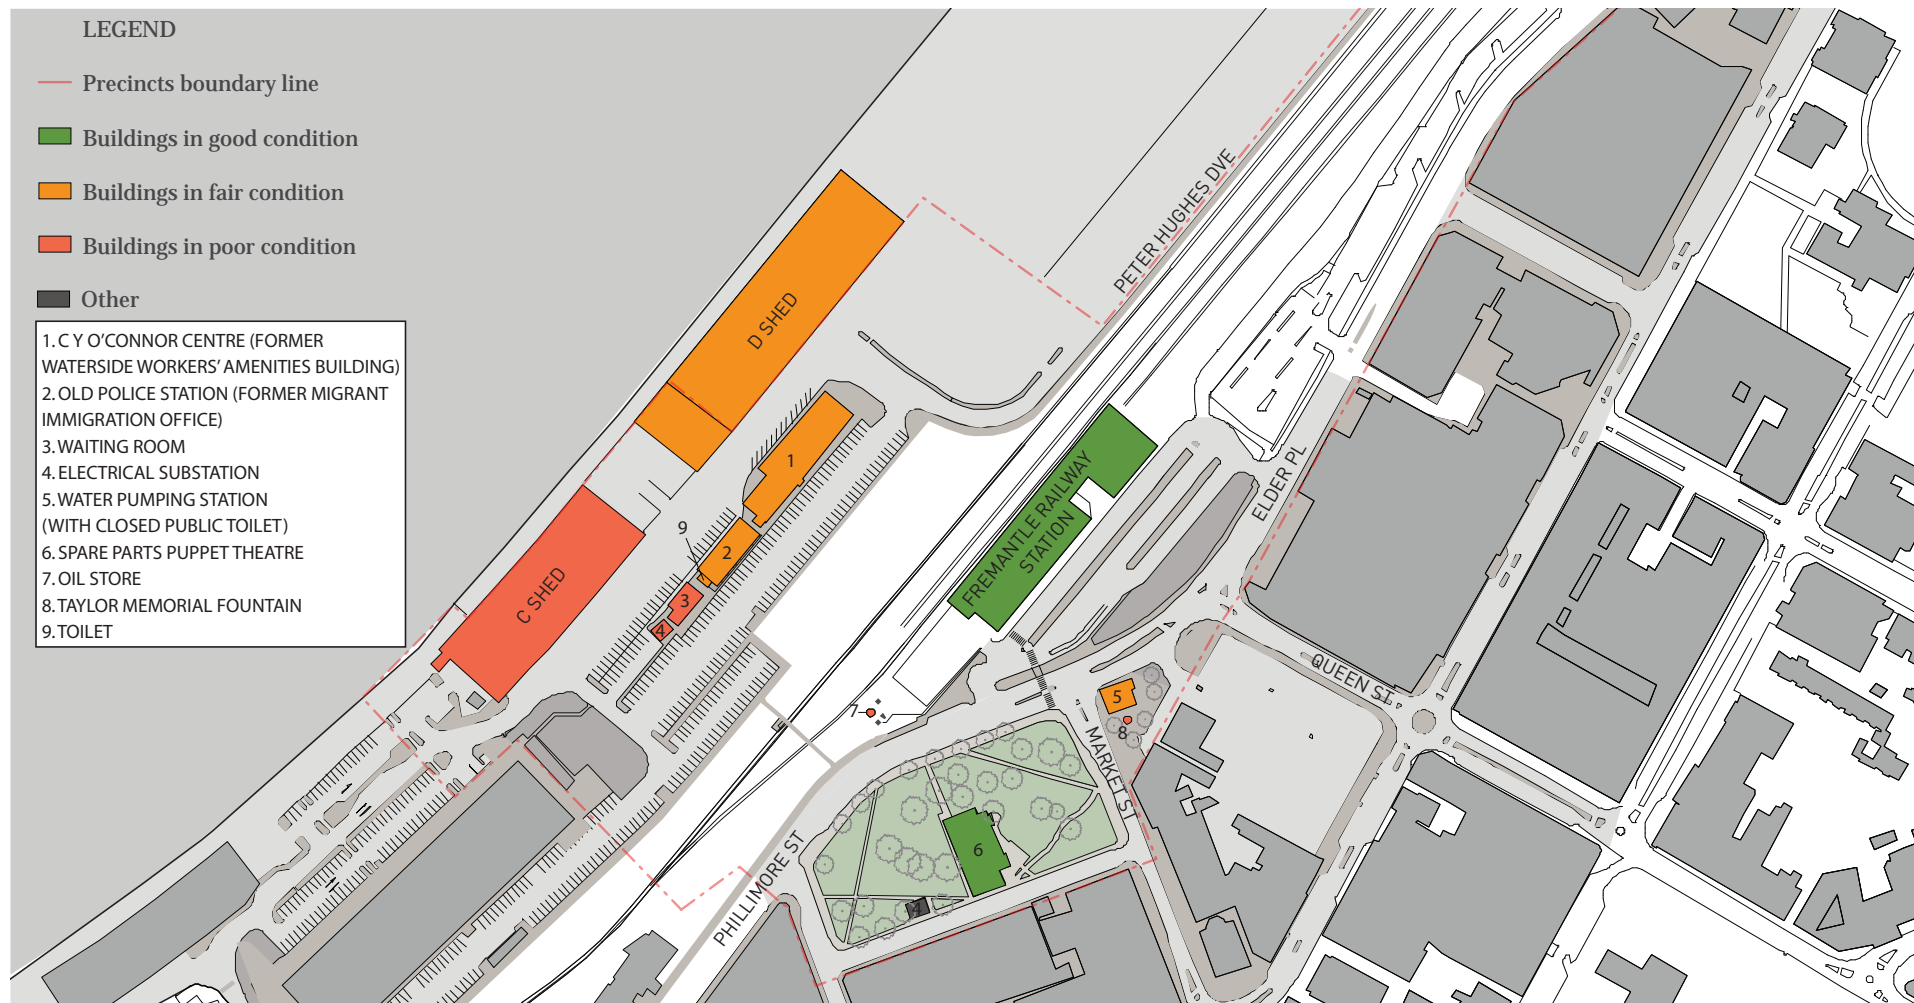 LEGEND
Precincts boundary line
Buildings in good condition
Buildings in fair condition
Buildings in poor condition
Other
1. C Y O'CONNOR CENTRE (FORMER
WATERSIDE WORKERS' AMENITIES BUILDING)
2. OLD POLICE STATION (FORMER MIGRANT
IMMIGRATION OFFICE)
3. WAITING ROOM
4. ELECTRICAL SUBSTATION
5. WATER PUMPING STATION
(WITH CLOSED PUBLIC TOILET)
6. SPARE PARTS PUPPET THEATRE
7. OIL STORE
8. TAYLOR MEMORIAL FOUNTAIN
9. TOILET
PETER HUGHES DVE
D SHED
1
9
2
3
4
C SHED
FREMANTLE RAILWAY
STATION
ELDER PL
QUEEN ST
5
7
8
MARKET ST
6
4
PHILLIMORE ST